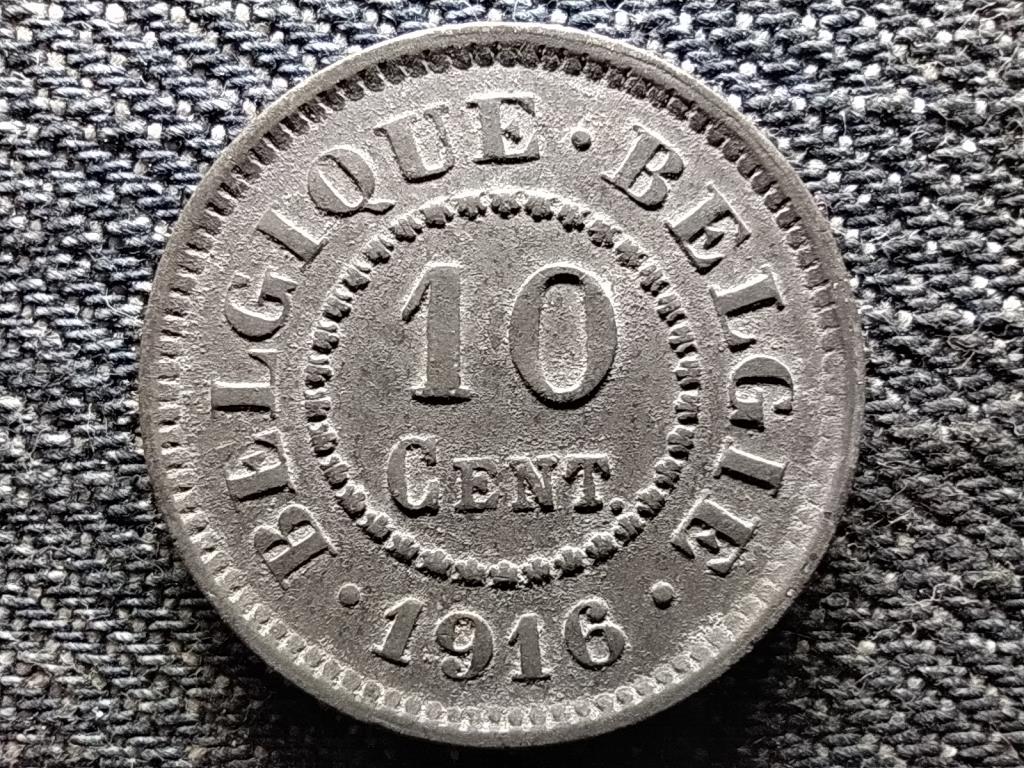 BELGIQUE · BELGIE
10
CENT.
· 1916 ·